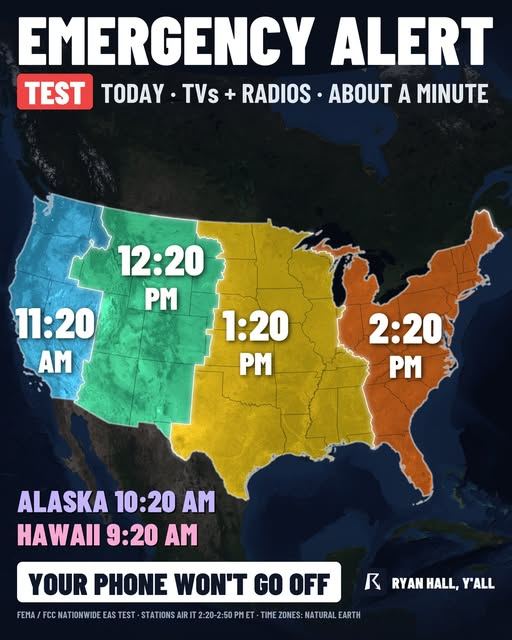 EMERGENCY ALERT
TEST TODAY · TVs + RADIOS · ABOUT A MINUTE
12:20
PM
11:20
AM
1:20
PM
2:20
PM
ALASKA 10:20 AM
HAWAII 9:20 AM
YOUR PHONE WON'T GO OFF
RYAN HALL, Y'ALL
FEMA / FCC NATIONWIDE EAS TEST · STATIONS AIR IT 2:20-2:50 PM ET · TIME ZONES: NATURAL EARTH